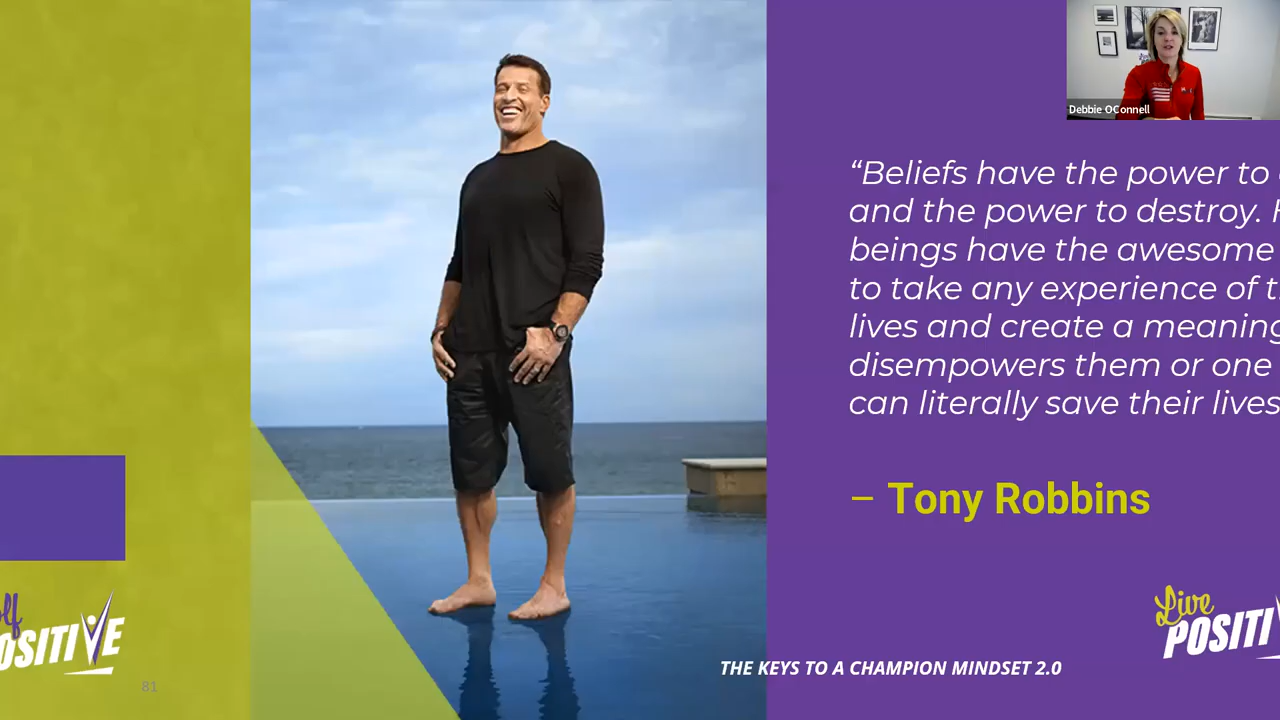 Debbie OConnell
“Beliefs have the power to
and the power to destroy.
beings have the awesome
to take any experience of
lives and create a meaning
disempowers them or one
can literally save their lives
– Tony Robbins
Live
POSITI
POSITIVE
THE KEYS TO A CHAMPION MINDSET 2.0
81